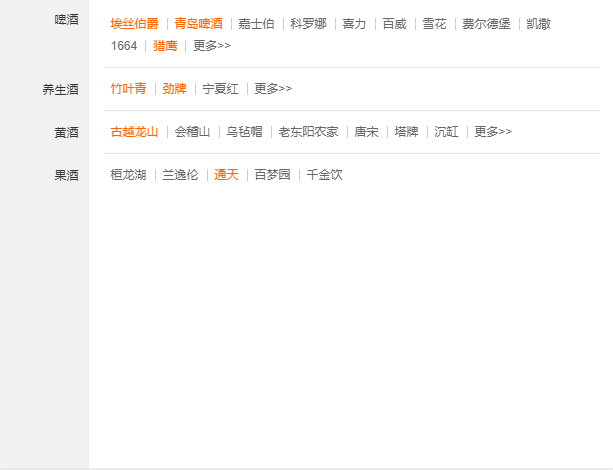 啤酒 埃丝伯爵 青岛啤酒 嘉士伯 科罗娜 喜力 百威 雪花 费尔德堡 凯撒
1664 猎鹰 更多>>
养生酒 竹叶青 劲牌 宁夏红 更多>>
黄酒 古越龙山 会稽山 乌毡帽 老东阳农家 唐宋 塔牌 沉缸 更多>>
果酒 桓龙湖 兰逸伦 通天 百梦园 千金饮